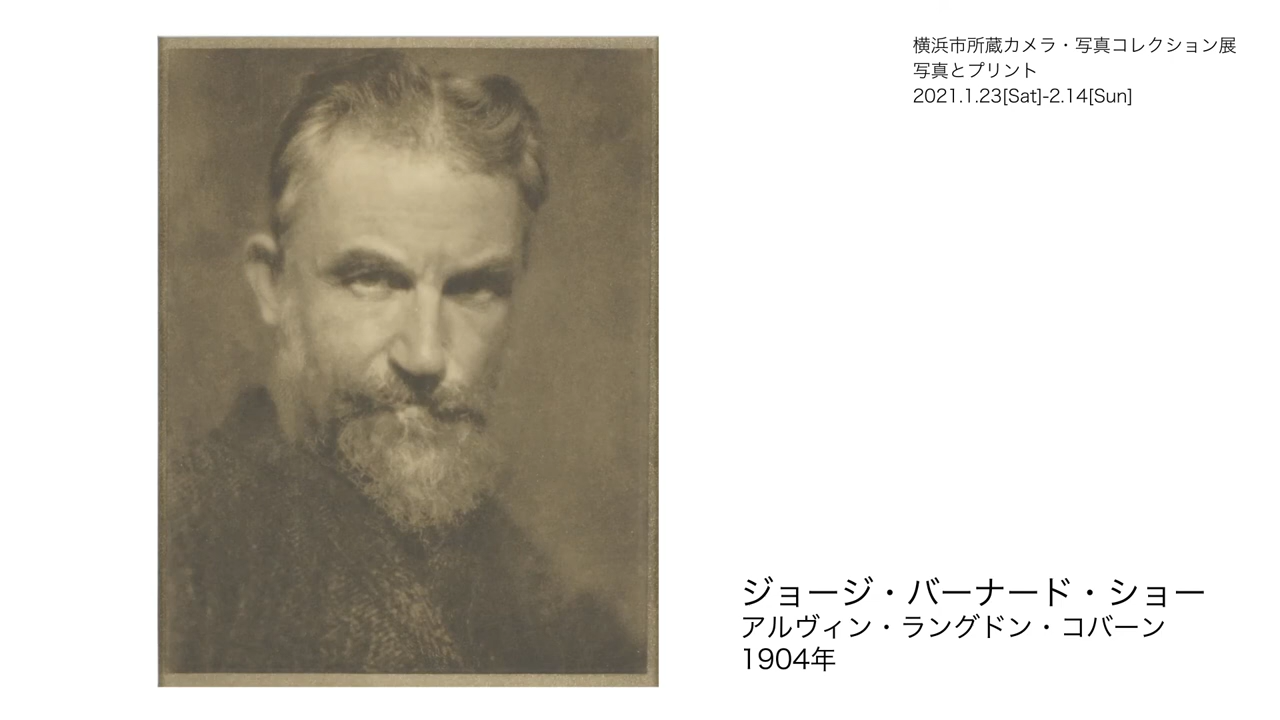 横浜市所蔵カメラ・写真コレクション展
写真とプリント
2021.1.23[Sat]-2.14[Sun]
ジョージ・バーナード・ショー
アルヴィン・ラングドン・コバーン
1904年